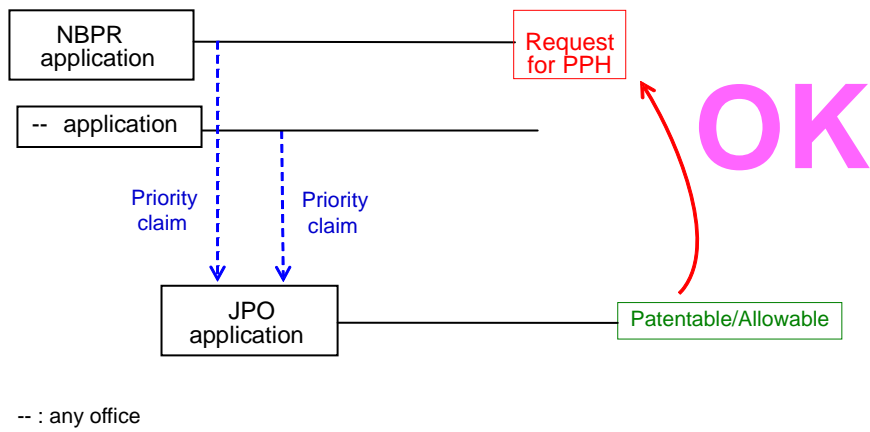 NBPR
application
Request
for PPH
OK
-- application
Priority
claim
Priority
claim
JPO
application
Patentable/Allowable
-- : any office